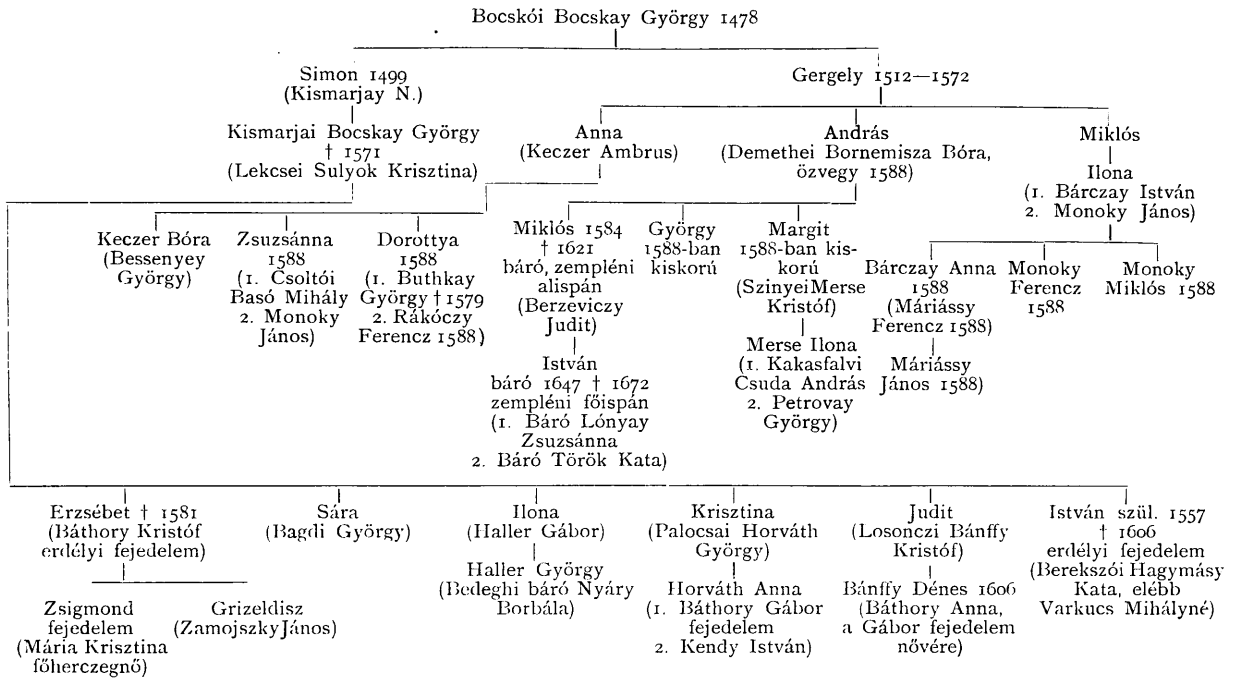 Bocskói Bocskay György 1478
Simon 1499
(Kismarjay N.)
Gergely 1512—1572
Kismarjai Bocskay György
† 1571
(Lekcsei Sulyok Krisztina)
Anna
(Keczer Ambrus)
András
(Demethei Bornemisza Bóra,
özvegy 1588)
Miklós
Ilona
(1. Bárczay István
2. Monoky János)
Keczer Bóra
(Bessenyey
György)
Zsuzsánna
1588
(1. Csoltói
Basó Mihály
2. Monoky
János)
Dorottya
1588
(1. Buthkay
György † 1579
2. Rákóczy
Ferencz 1588)
Miklós 1584
† 1621
báró, zempléni
alispán
(Berzeviczy
Judit)
István
báró 1647 † 1672
zempléni főispán
(1. Báró Lónyay
Zsuzsánna
2. Báró Török Kata)
György
1588-ban
kiskorú
Margit
1588-ban kis-
korú
(SzinyeiMerse
Kristóf)
Merse Ilona
(1. Kakasfalvi
Csuda András
2. Petrovay
György)
Bárczay Anna
1588
(Máriássy
Ferencz 1588)
Máriássy
János 1588)
Monoky
Ferencz
1588
Monoky
Miklós 1588
Erzsébet † 1581
(Báthory Kristóf
erdélyi fejedelem)
Zsigmond
fejedelem
(Mária Krisztina
főherczegnő)
Grizeldisz
(ZamojszkyJános)
Sára
(Bagdi György)
Ilona
(Haller Gábor)
Haller György
(Bedeghi báró Nyáry
Borbála)
Krisztina
(Palocsai Horváth
György)
Horváth Anna
(1. Báthory Gábor
fejedelem
2. Kendy István)
Judit
(Losonczi Bánffy
Kristóf)
Bánffy Dénes 1606
(Báthory Anna,
a Gábor fejedelem
nővére)
István szül. 1557
† 1606
erdélyi fejedelem
(Berekszói Hagymásy
Kata, elébb
Varkucs Mihályné)